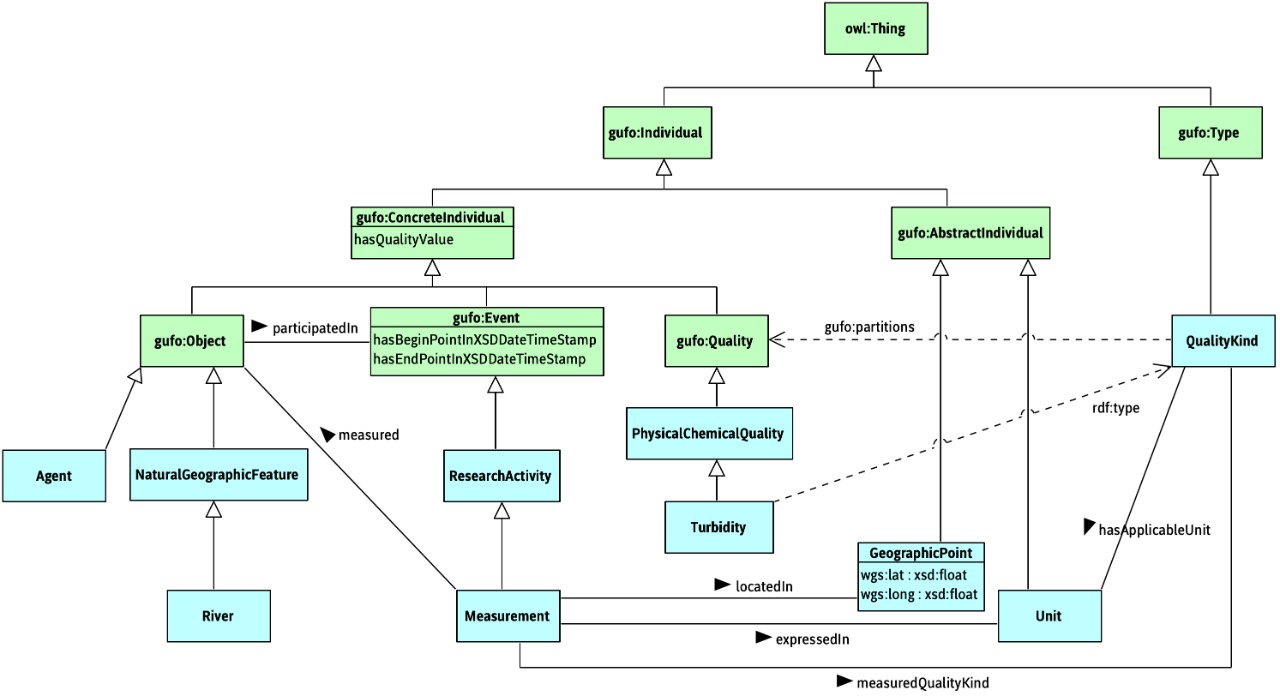 owl:Thing
gufo:Individual
gufo:Type
gufo:ConcreteIndividual
hasQualityValue
gufo:AbstractIndividual
gufo:Object
participatedIn
gufo:Event
hasBeginPointInXSDDateTimeStamp
hasEndPointInXSDDateTimeStamp
gufo:Quality
gufo:partitions
QualityKind
rdf:type
measured
PhysicalChemicalQuality
Agent
NaturalGeographicFeature
ResearchActivity
Turbidity
hasApplicableUnit
GeographicPoint
wgs:lat : xsd:float
wgs:long : xsd:float
locatedIn
River
Measurement
Unit
expressedIn
measuredQualityKind